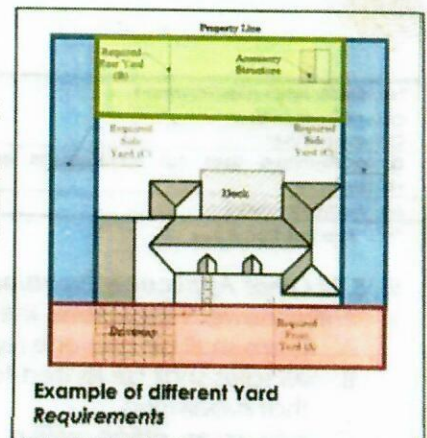 Property Line
Required
Rear Yard
(B)
Accessory
Structure
Required
Side
Yard (C)
Required
Side
Yard (C)
Deck
Driveway
Required
Front
Yard (A)
Example of different Yard
Requirements